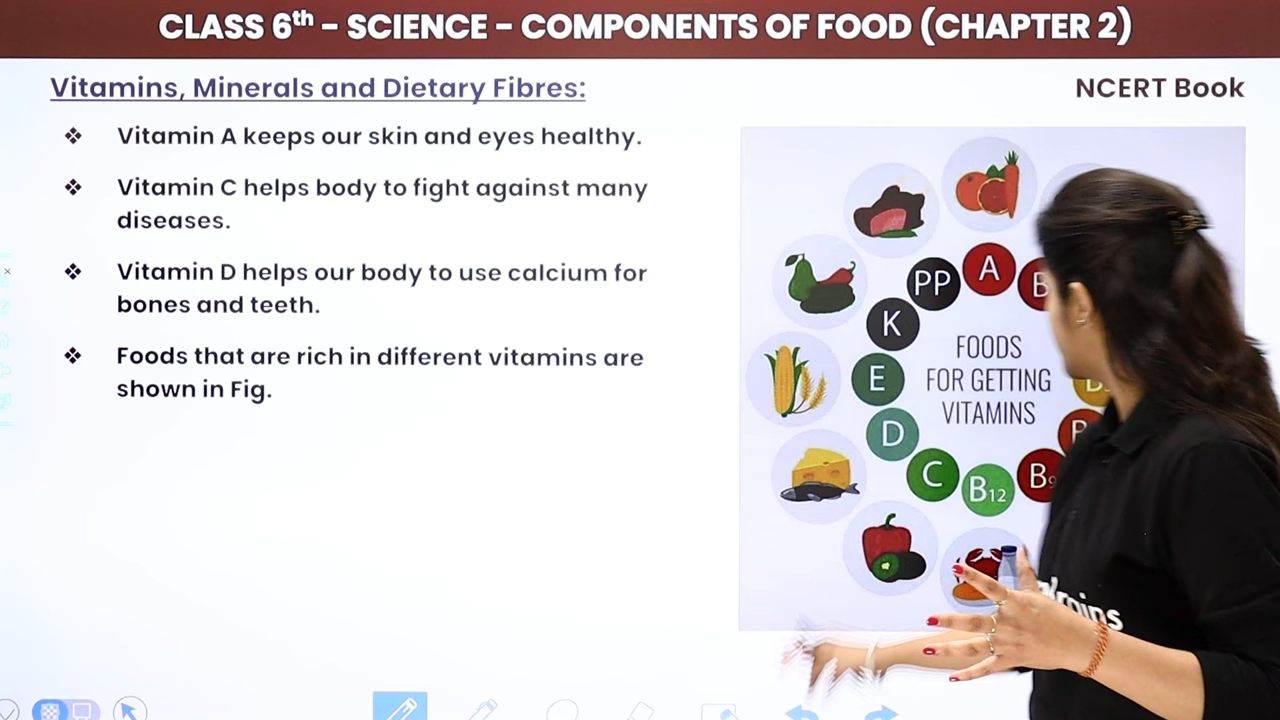 CLASS 6th - SCIENCE - COMPONENTS OF FOOD (CHAPTER 2)
Vitamins, Minerals and Dietary Fibres:
NCERT Book
❖ Vitamin A keeps our skin and eyes healthy.
❖ Vitamin C helps body to fight against many
diseases.
❖ Vitamin D helps our body to use calcium for
bones and teeth.
❖ Foods that are rich in different vitamins are
shown in Fig.
A
PP
B
K
FOODS
FOR GETTING
VITAMINS
E
B
D
B
C
B9
B12